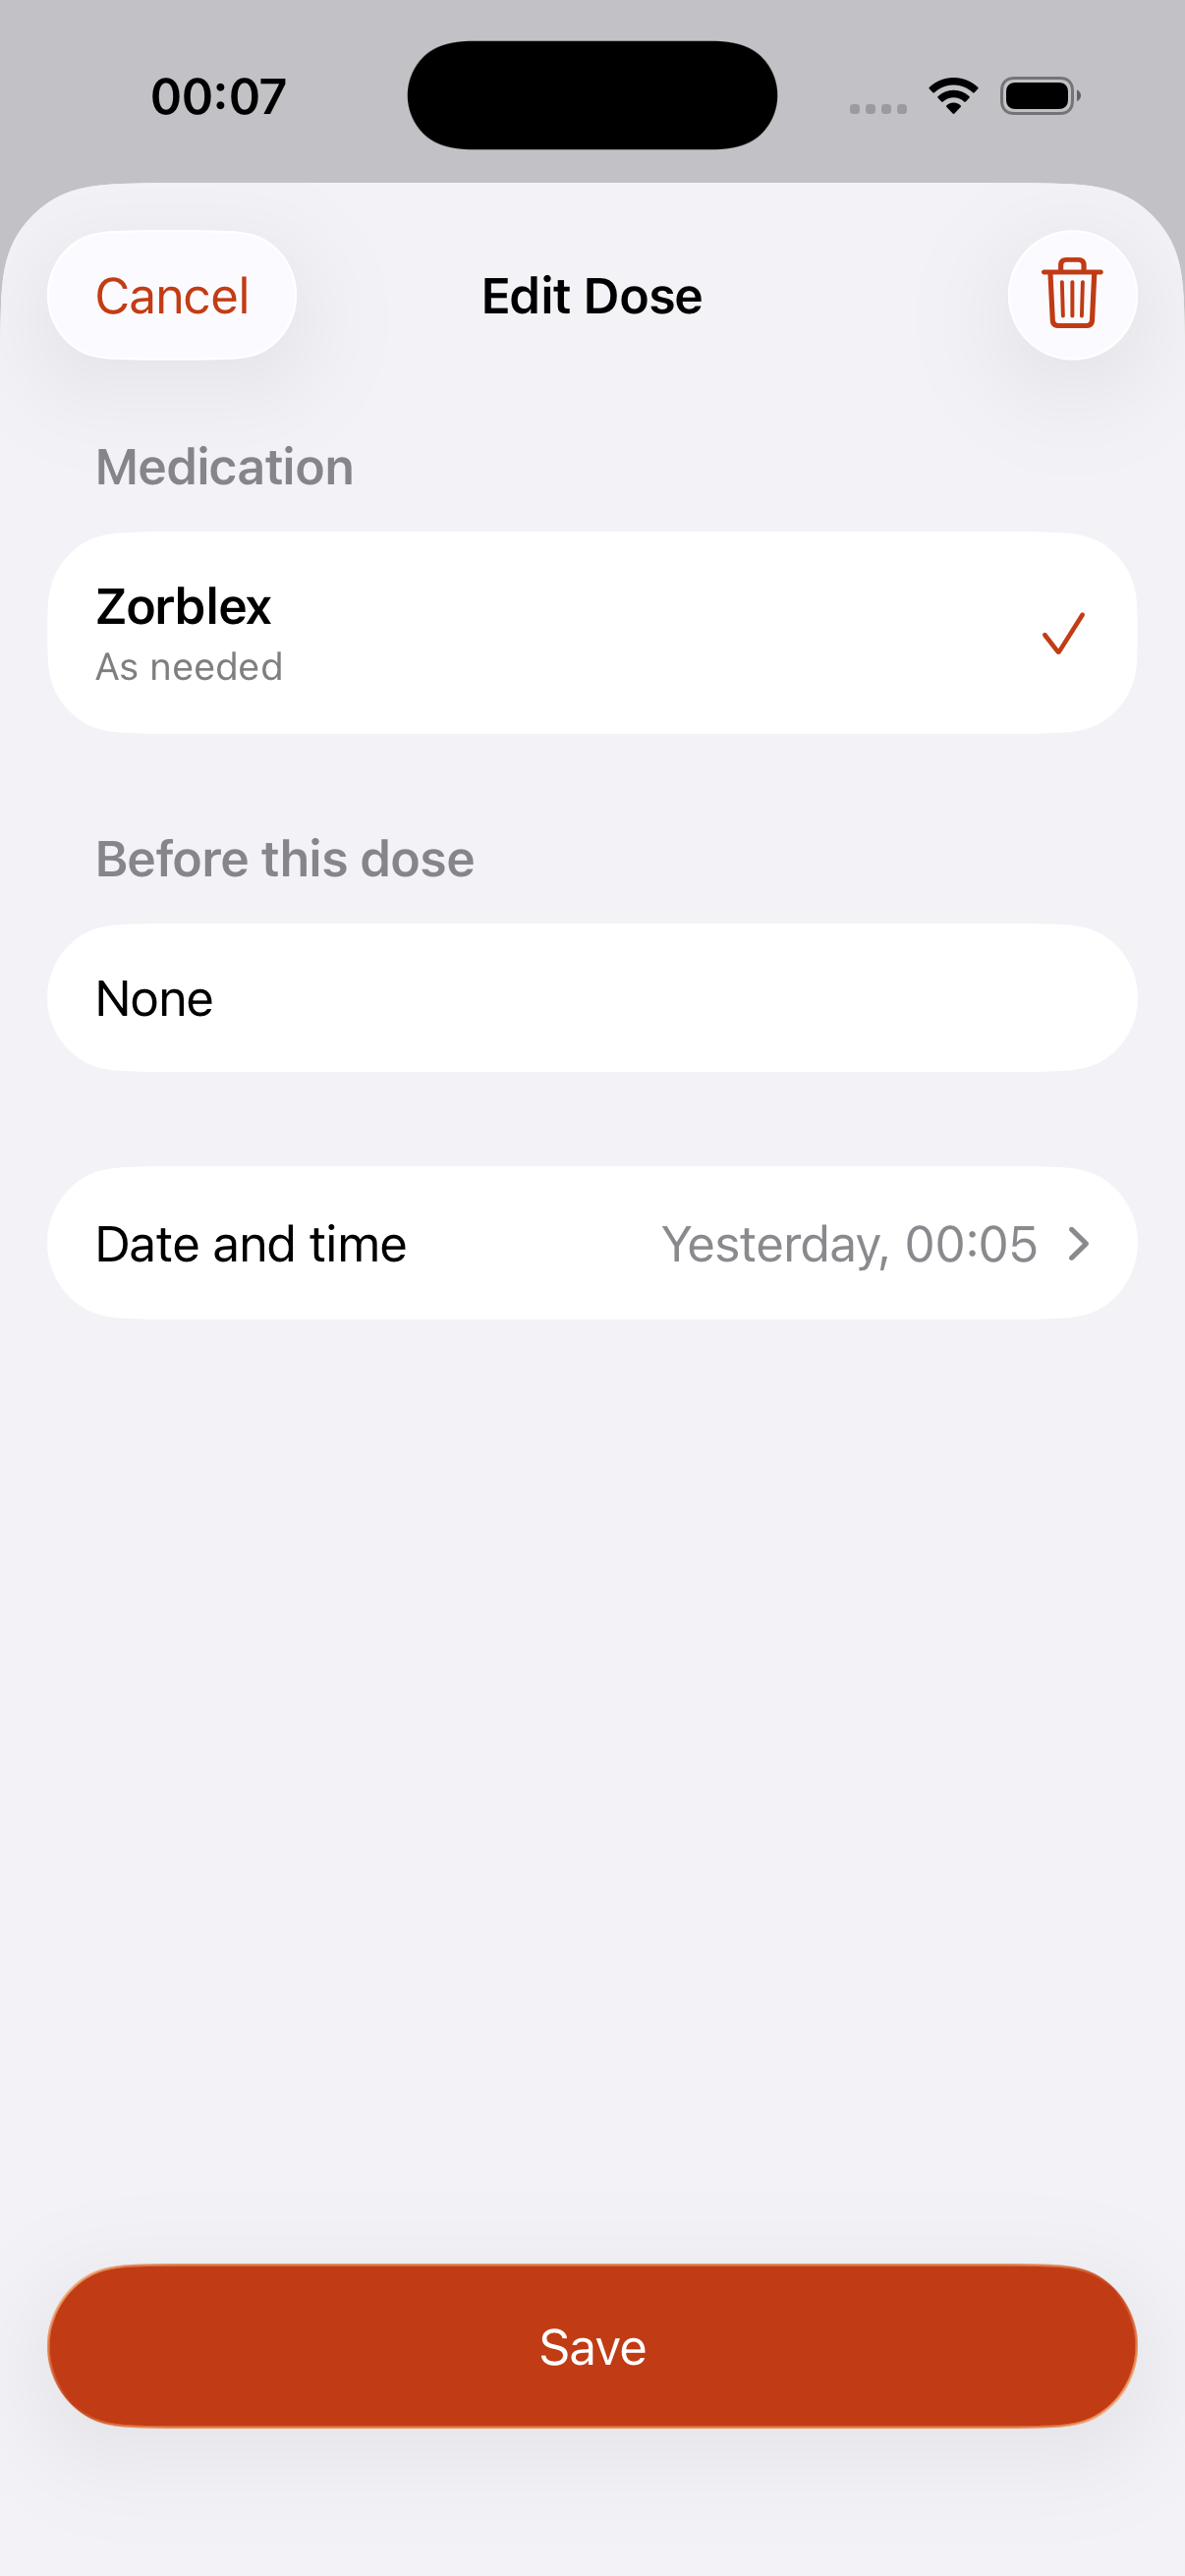 00:07
Cancel
Edit Dose
Medication
Zorblex
As needed
Before this dose
None
Date and time
Yesterday, 00:05
Save